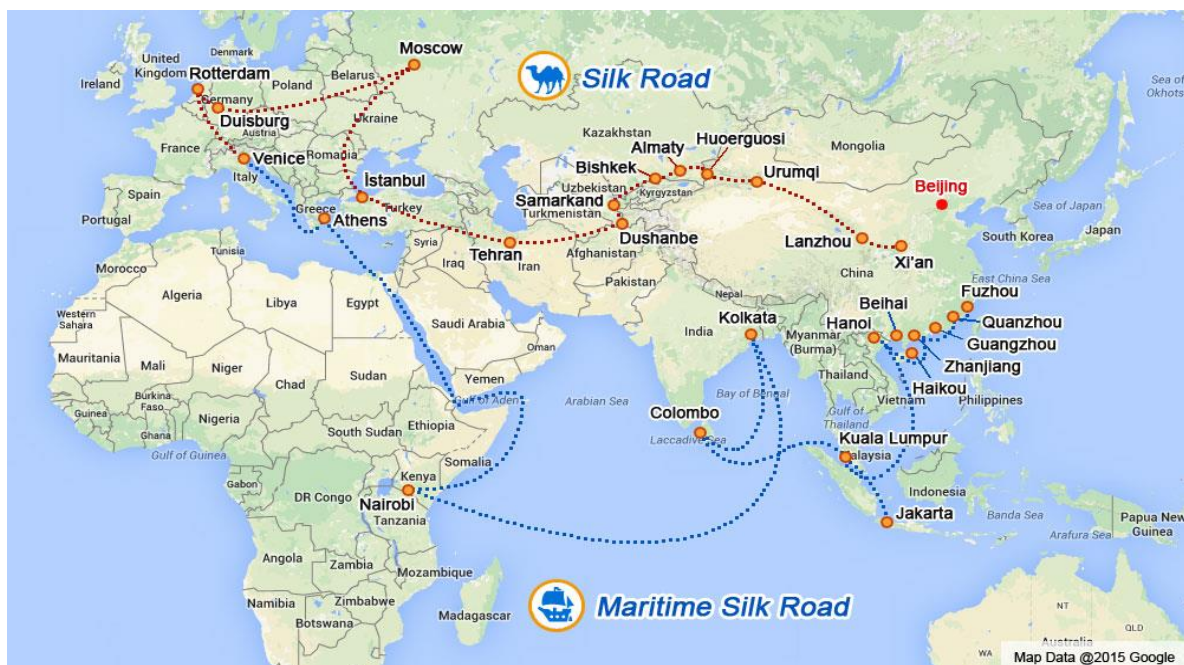 Moscow
Denmark
United
Kingdom
Ireland
Rotterdam
Poland
Belarus
Silk Road
Sea of
Okhots
Germany
Duisburg
Ukraine
Austria
France
Venice
Romania
Italy
Kazakhstan
Almaty
Huoerguosi
Mongolia
Bishkek
Urumqi
Spain
Portugal
İstanbul
Uzbekistan
Kyrgyzstan
Samarkand
Turkmenistan
Beijing
Sea of Japan
Greece
Turkey
Athens
Dushanbe
Lanzhou
Xi'an
South Korea
Japan
Tunisia
Syria
Tehran
Iraq
Iran
Afghanistan
Morocco
China
East China Sea
Pakistan
Algeria
Libya
Egypt
Nepal
Beihai
Fuzhou
Western
Sahara
Saudi Arabia
Kolkata
Hanoi
India
Myanmar
(Burma)
Quanzhou
Guangzhou
Oman
Mauritania
Mali
Niger
Chad
Sudan
Yemen
Thailand
Zhanjiang
Haikou
Vietnam
Philippines
Burkina
Faso
Gulf of Aden
Arabian Sea
Bay of Bengal
Guinea
Nigeria
Ghana
Ethiopia
South Sudan
Colombo
Gulf of
Thailand
Laccadive Sea
Kuala Lumpur
Malaysia
Gulf of Guinea
Somalia
Gabon
Kenya
DR Congo
Nairobi
Indonesia
Tanzania
Jakarta
Banda Sea
Papua New
Guinea
Arafura Sea
Angola
Zambia
Mozambique
Namibia
Zimbabwe
Botswana
Madagascar
Maritime Silk Road
NT
QLD
Australia
WA
Map Data @2015 Google